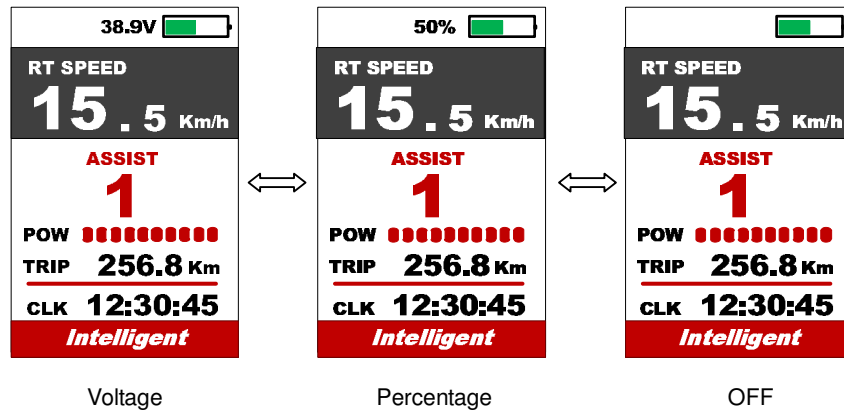 38.9V
RT SPEED
15.5 Km/h
ASSIST
1
POW
TRIP 256.8 Km
CLK 12:30:45
Intelligent
Voltage
50%
RT SPEED
15.5 Km/h
ASSIST
1
POW
TRIP 256.8 Km
CLK 12:30:45
Intelligent
Percentage
RT SPEED
15.5 Km/h
ASSIST
1
POW
TRIP 256.8 Km
CLK 12:30:45
Intelligent
OFF